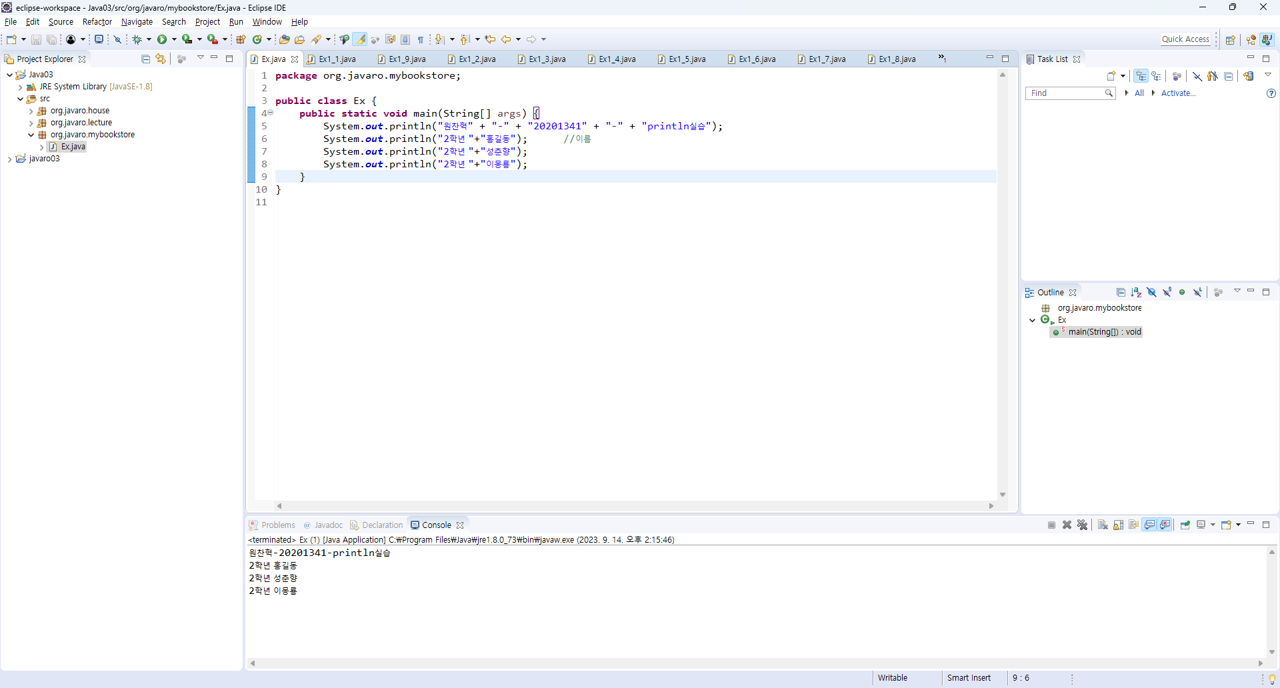 eclipse-workspace - Java03/src/org/javaro/mybookstore/Ex.java - Eclipse IDE
File Edit Source Refactor Navigate Search Project Run Window Help
Quick Access
Project Explorer
Java03
JRE System Library [JavaSE-1.8]
src
org.javaro.house
org.javaro.lecture
org.javaro.mybookstore
Ex.java
javaro03
Ex.java Ex1_1.java Ex1_9.java Ex1_2.java Ex1_3.java Ex1_4.java Ex1_5.java Ex1_6.java Ex1_7.java Ex1_8.java »1
1 package org.javaro.mybookstore;
2
3 public class Ex {
4 public static void main(String[] args) {
5 System.out.println("원찬혁" + "-" + "20201341" + "-" + "println실습");
6 System.out.println("2학년 "+"홍길동"); //이름
7 System.out.println("2학년 "+"성춘향");
8 System.out.println("2학년 "+"이몽룡");
9 }
10 }
11
Task List
Find All Activate...
Outline
org.javaro.mybookstore
Ex
main(String[]) : void
Problems @ Javadoc Declaration Console
<terminated> Ex (1) [Java Application] C:₩Program Files₩Java₩jre1.8.0_73₩bin₩javaw.exe (2023. 9. 14. 오후 2:15:46)
원찬혁-20201341-println실습
2학년 홍길동
2학년 성춘향
2학년 이몽룡
Writable Smart Insert 9 : 6